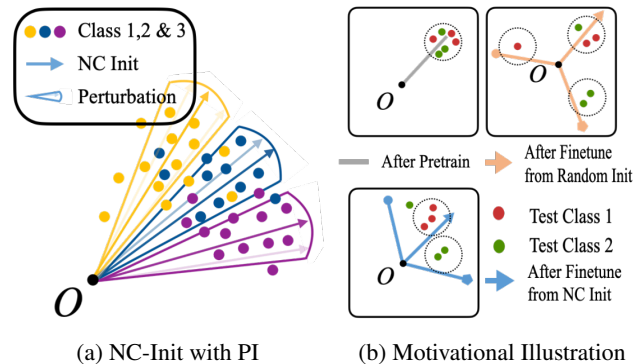 Class 1,2 & 3
NC Init
Perturbation
O
(a) NC-Init with PI
O
O
After Pretrain
After Finetune
from Random Init
O
Test Class 1
Test Class 2
After Finetune
from NC Init
(b) Motivational Illustration